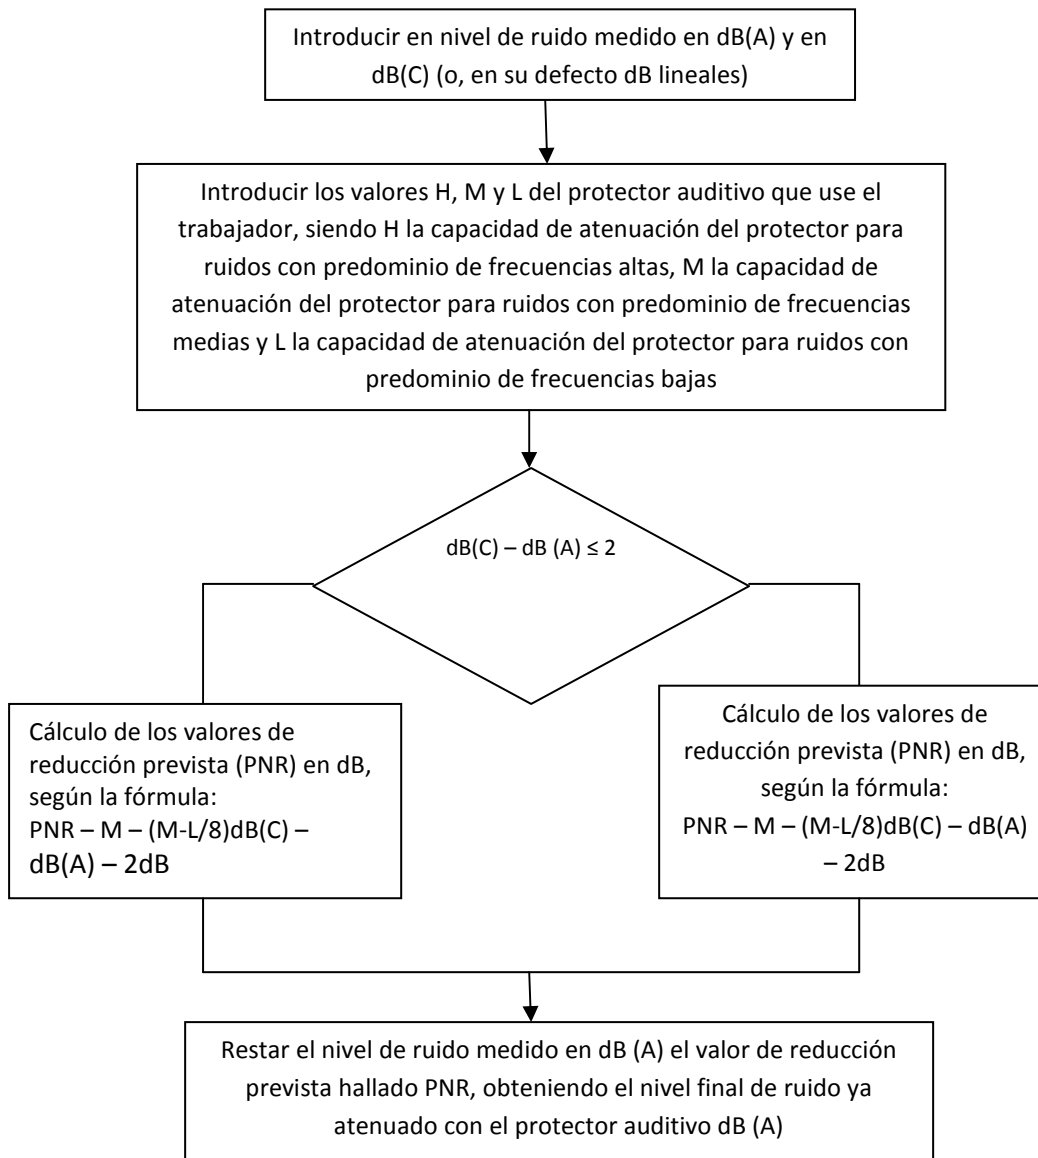 Introducir en nivel de ruido medido en dB(A) y en
dB(C) (o, en su defecto dB lineales)
Introducir los valores H, M y L del protector auditivo que use el
trabajador, siendo H la capacidad de atenuación del protector para
ruidos con predominio de frecuencias altas, M la capacidad de
atenuación del protector para ruidos con predominio de frecuencias
medias y L la capacidad de atenuación del protector para ruidos con
predominio de frecuencias bajas
dB(C) – dB (A) ≤ 2
Cálculo de los valores de
reducción prevista (PNR) en dB,
según la fórmula:
PNR – M – (M-L/8)dB(C) –
dB(A) – 2dB
Cálculo de los valores de
reducción prevista (PNR) en dB,
según la fórmula:
PNR – M – (M-L/8)dB(C) – dB(A)
– 2dB
Restar el nivel de ruido medido en dB (A) el valor de reducción
prevista hallado PNR, obteniendo el nivel final de ruido ya
atenuado con el protector auditivo dB (A)